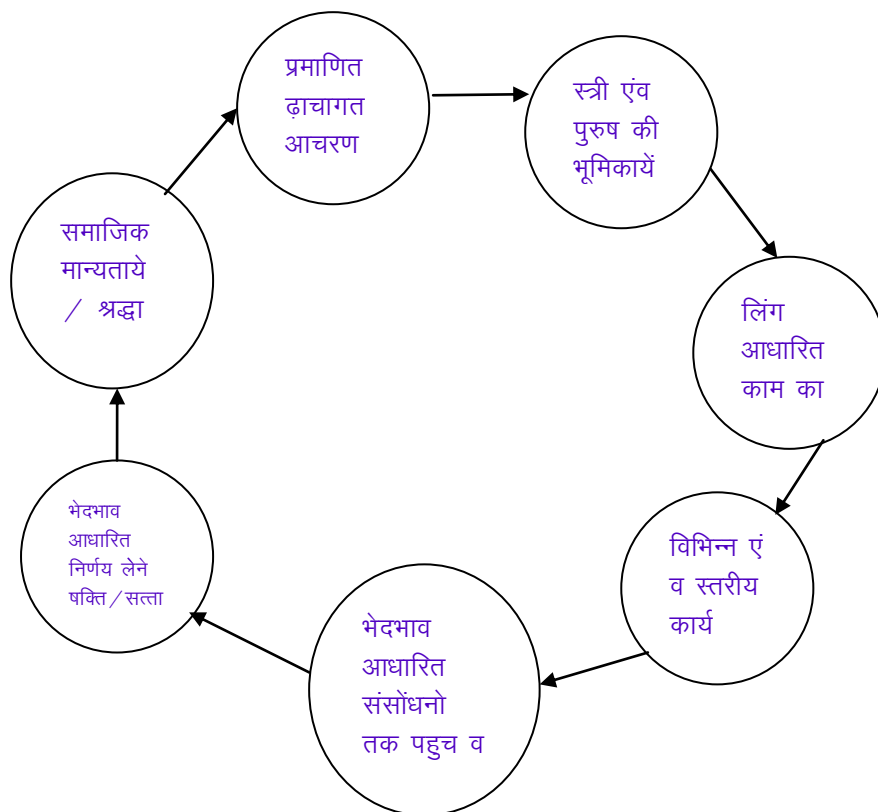 प्रमाणित
ढ़ाचागत
आचरण
स्त्री एंव
पुरुष की
भूमिकायें
लिंग
आधारित
काम का
विभिन्न एं
व स्तरीय
कार्य
भेदभाव
आधारित
संसोंधनो
तक पहुच व
भेदभाव
आधारित
निर्णय लेने
षक्ति/सत्ता
समाजिक
मान्यताये
/ श्रद्धा